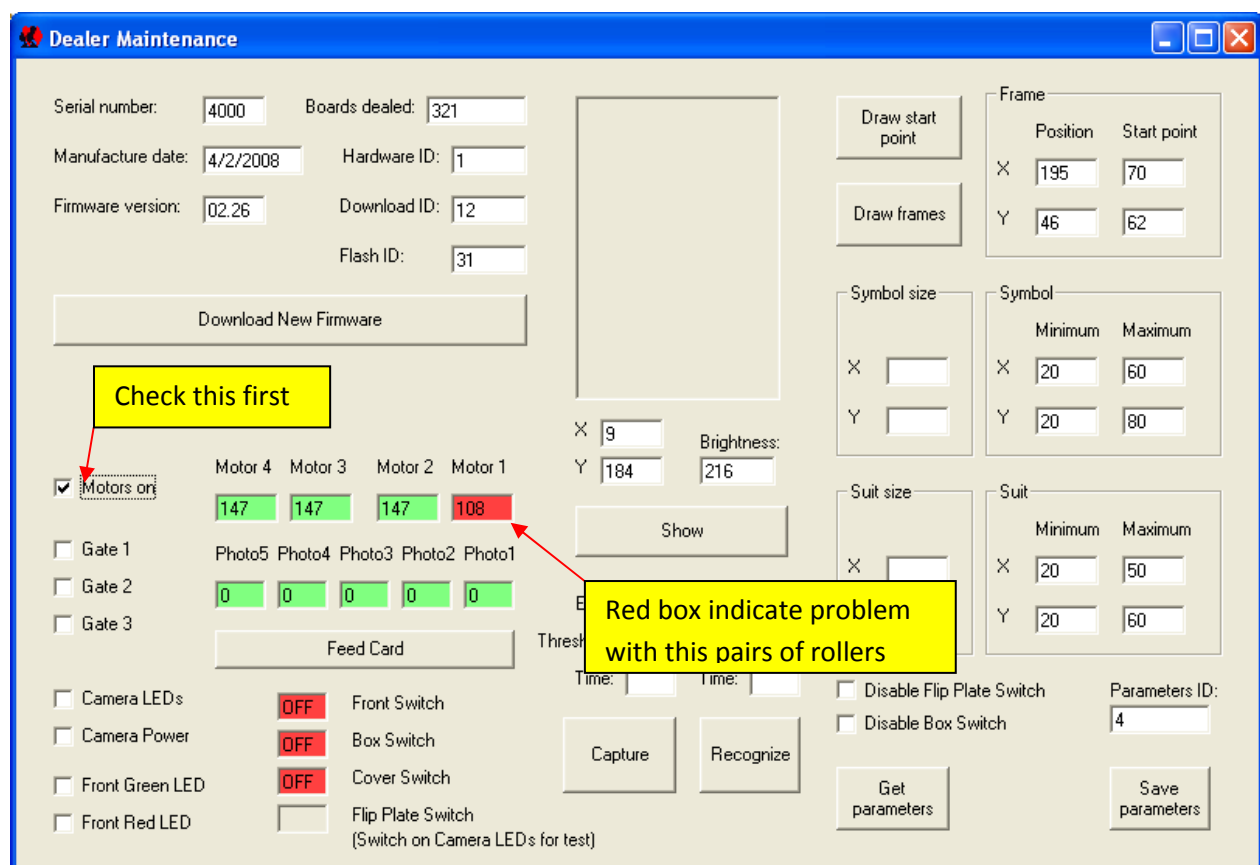 Dealer Maintenance
Serial number: 4000 Boards dealed: 321
Manufacture date: 4/2/2008 Hardware ID: 1
Firmware version: 02.26 Download ID: 12
Flash ID: 31
Download New Firmware
Check this first
Motors on
Motor 4 Motor 3 Motor 2 Motor 1
147 147 147 108
Gate 1
Gate 2
Gate 3
Photo5 Photo4 Photo3 Photo2 Photo1
0 0 0 0 0
Feed Card
Camera LEDs
Camera Power
Front Green LED
Front Red LED
OFF Front Switch
OFF Box Switch
OFF Cover Switch
Flip Plate Switch
(Switch on Camera LEDs for test)
X 9
Y 184
Brightness:
216
Show
Red box indicate problem
with this pairs of rollers
Time: Time:
Capture
Recognize
Draw start
point
Draw frames
Frame
Position Start point
X 195 70
Y 46 62
Symbol size
X
Y
Symbol
Minimum Maximum
X 20 60
Y 20 80
Suit size
X
Suit
Minimum Maximum
X 20 50
Y 20 60
Disable Flip Plate Switch
Disable Box Switch
Parameters ID:
4
Get
parameters
Save
parameters